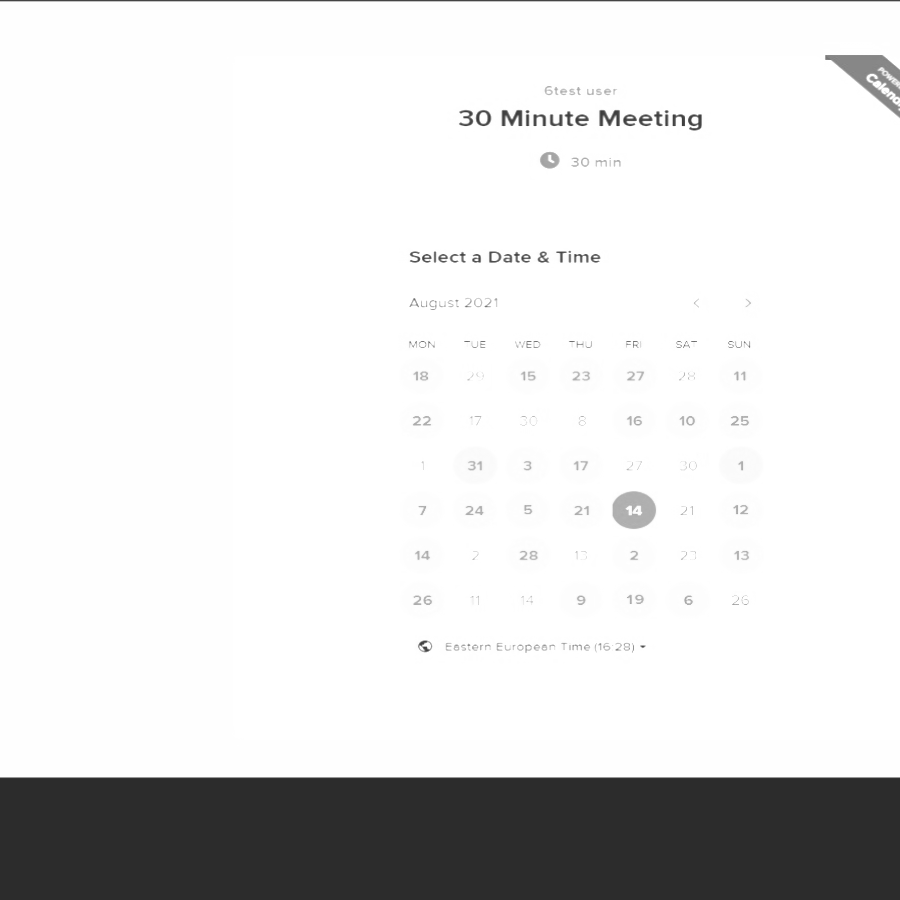 6test user
30 Minute Meeting
30 min
Select a Date & Time
August 2021
MON TUE WED THU FRI SAT SUN
18 29 15 23 27 28 11
22 17 30 8 16 10 25
1 31 3 17 27 30 1
7 24 5 21 14 21 12
14 2 28 13 2 23 13
26 11 14 9 19 6 26
Eastern European Time (16:28)